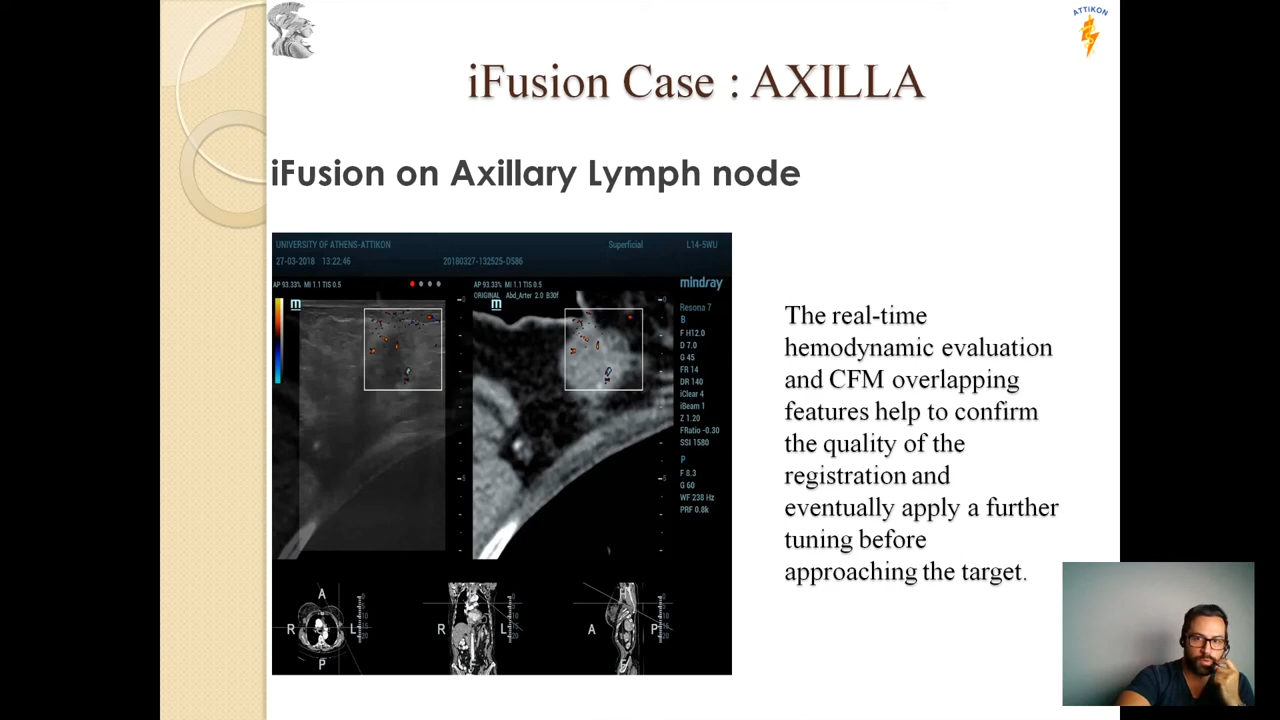 ATTIKON
iFusion Case : AXILLA
iFusion on Axillary Lymph node
UNIVERSITY OF ATHENS-ATTIKON
Superficial
L14-5WU
27-03-2018 13:22:46
20180327-132525-D586
AP 93.33% MI 1.1 TIS 0.5
AP 93.33% MI 1.1 TIS 0.5
ORIGINAL Abd_Arter 2.0 B30f
mindray
m
m
Resona 7
B
F H12.0
D 7.0
G 45
FR 14
DR 140
iClear 4
iBeam 1
Z 1.20
FRatio -0.30
SSI 1580
P
F 8.3
G 60
WF 238 Hz
PRF 0.8k
0
5
0
5
A
R
L
P
R
L
A
P
The real-time
hemodynamic evaluation
and CFM overlapping
features help to confirm
the quality of the
registration and
eventually apply a further
tuning before
approaching the target.